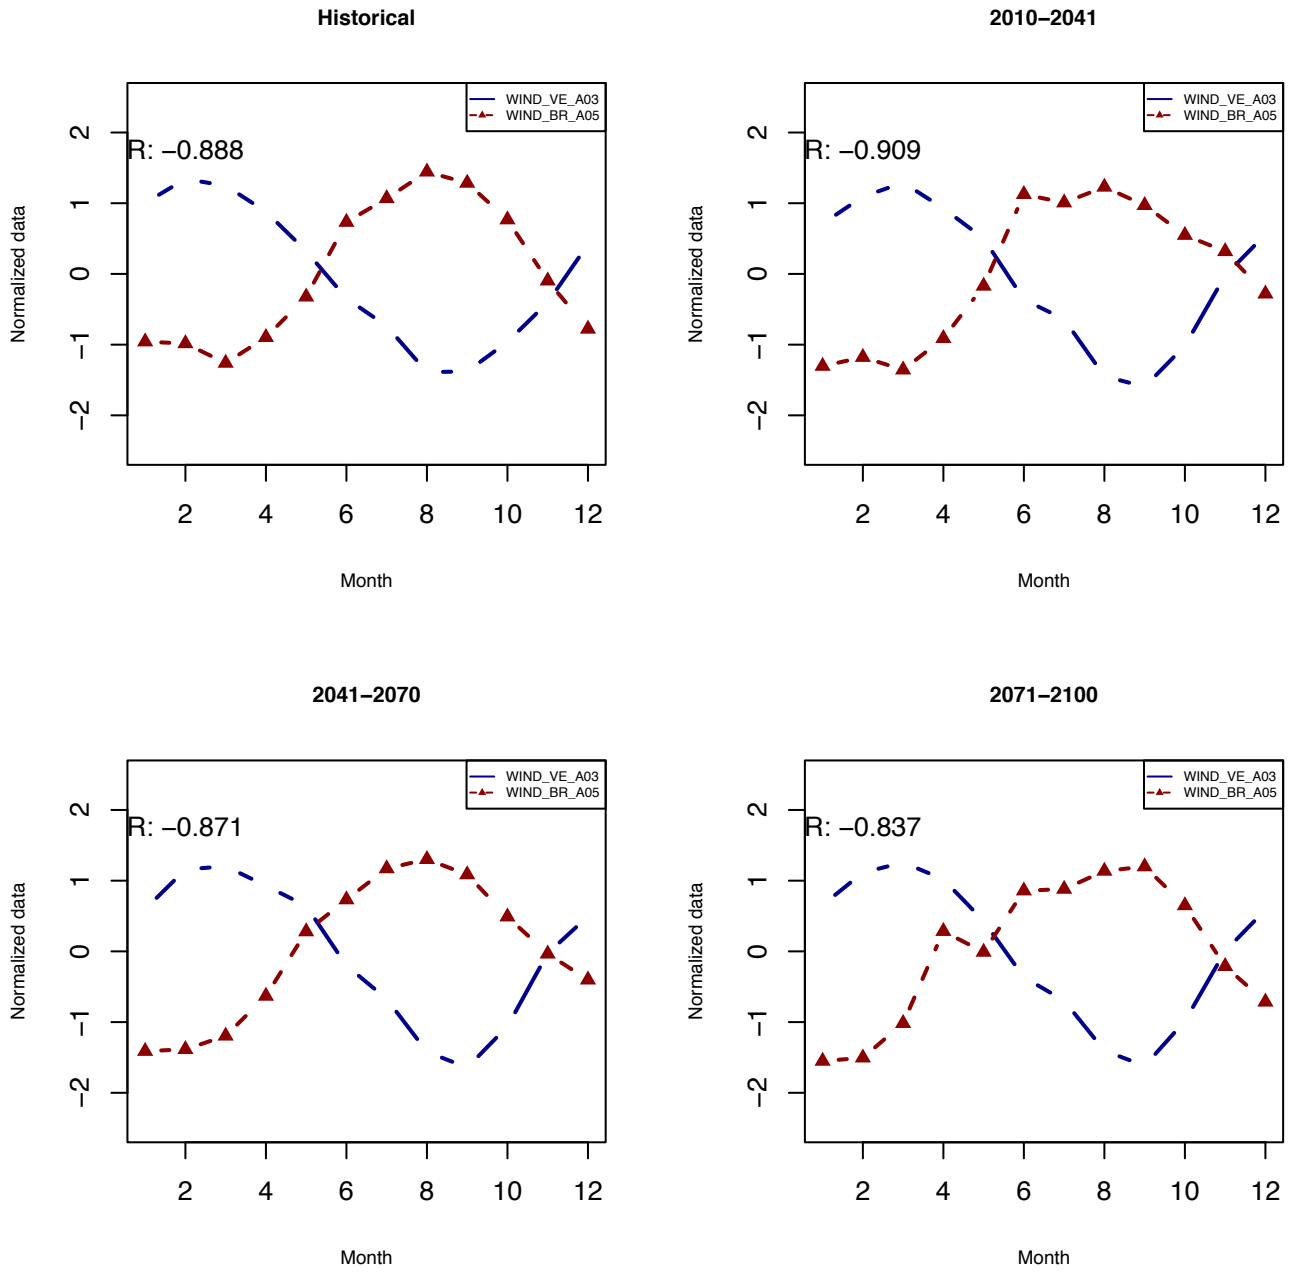 Historical
WIND_VE_A03
WIND_BR_A05
R: −0.888
Normalized data
2
1
0
−1
−2
2 4 6 8 10 12
Month
2010−2041
WIND_VE_A03
WIND_BR_A05
R: −0.909
Normalized data
2
1
0
−1
−2
2 4 6 8 10 12
Month
2041−2070
WIND_VE_A03
WIND_BR_A05
R: −0.871
Normalized data
2
1
0
−1
−2
2 4 6 8 10 12
Month
2071−2100
WIND_VE_A03
WIND_BR_A05
R: −0.837
Normalized data
2
1
0
−1
−2
2 4 6 8 10 12
Month